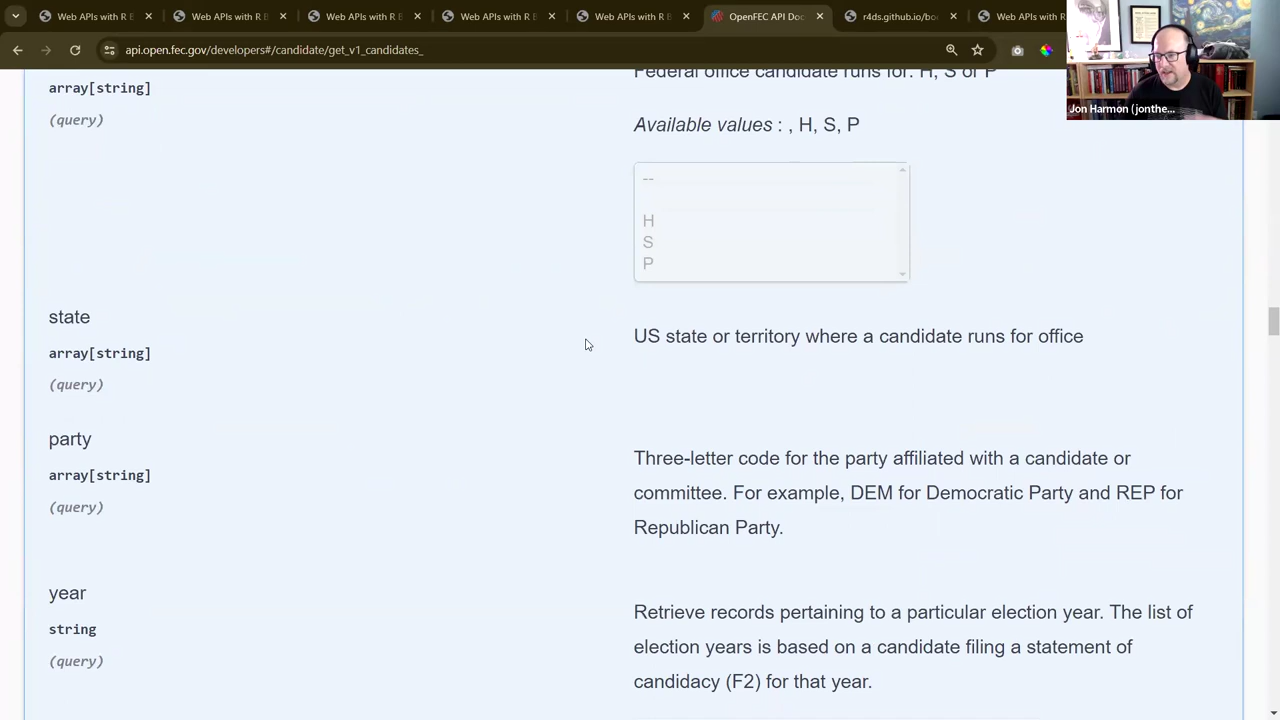 Web APIs with R E
Web APIs with R E
Web APIs with R E
Web APIs with R E
Web APIs with R E
OpenFEC API Doc
r4ds.github.io/bo
Web APIs with R
api.open.fec.gov/developers#/candidate/get_v1_candidates_
Jon Harmon (jonthe...
array[string]
(query)
Federal office candidate runs for: H, S or P
Available values : , H, S, P
--
H
S
P
state
array[string]
(query)
US state or territory where a candidate runs for office
party
array[string]
(query)
Three-letter code for the party affiliated with a candidate or
committee. For example, DEM for Democratic Party and REP for
Republican Party.
year
string
(query)
Retrieve records pertaining to a particular election year. The list of
election years is based on a candidate filing a statement of
candidacy (F2) for that year.